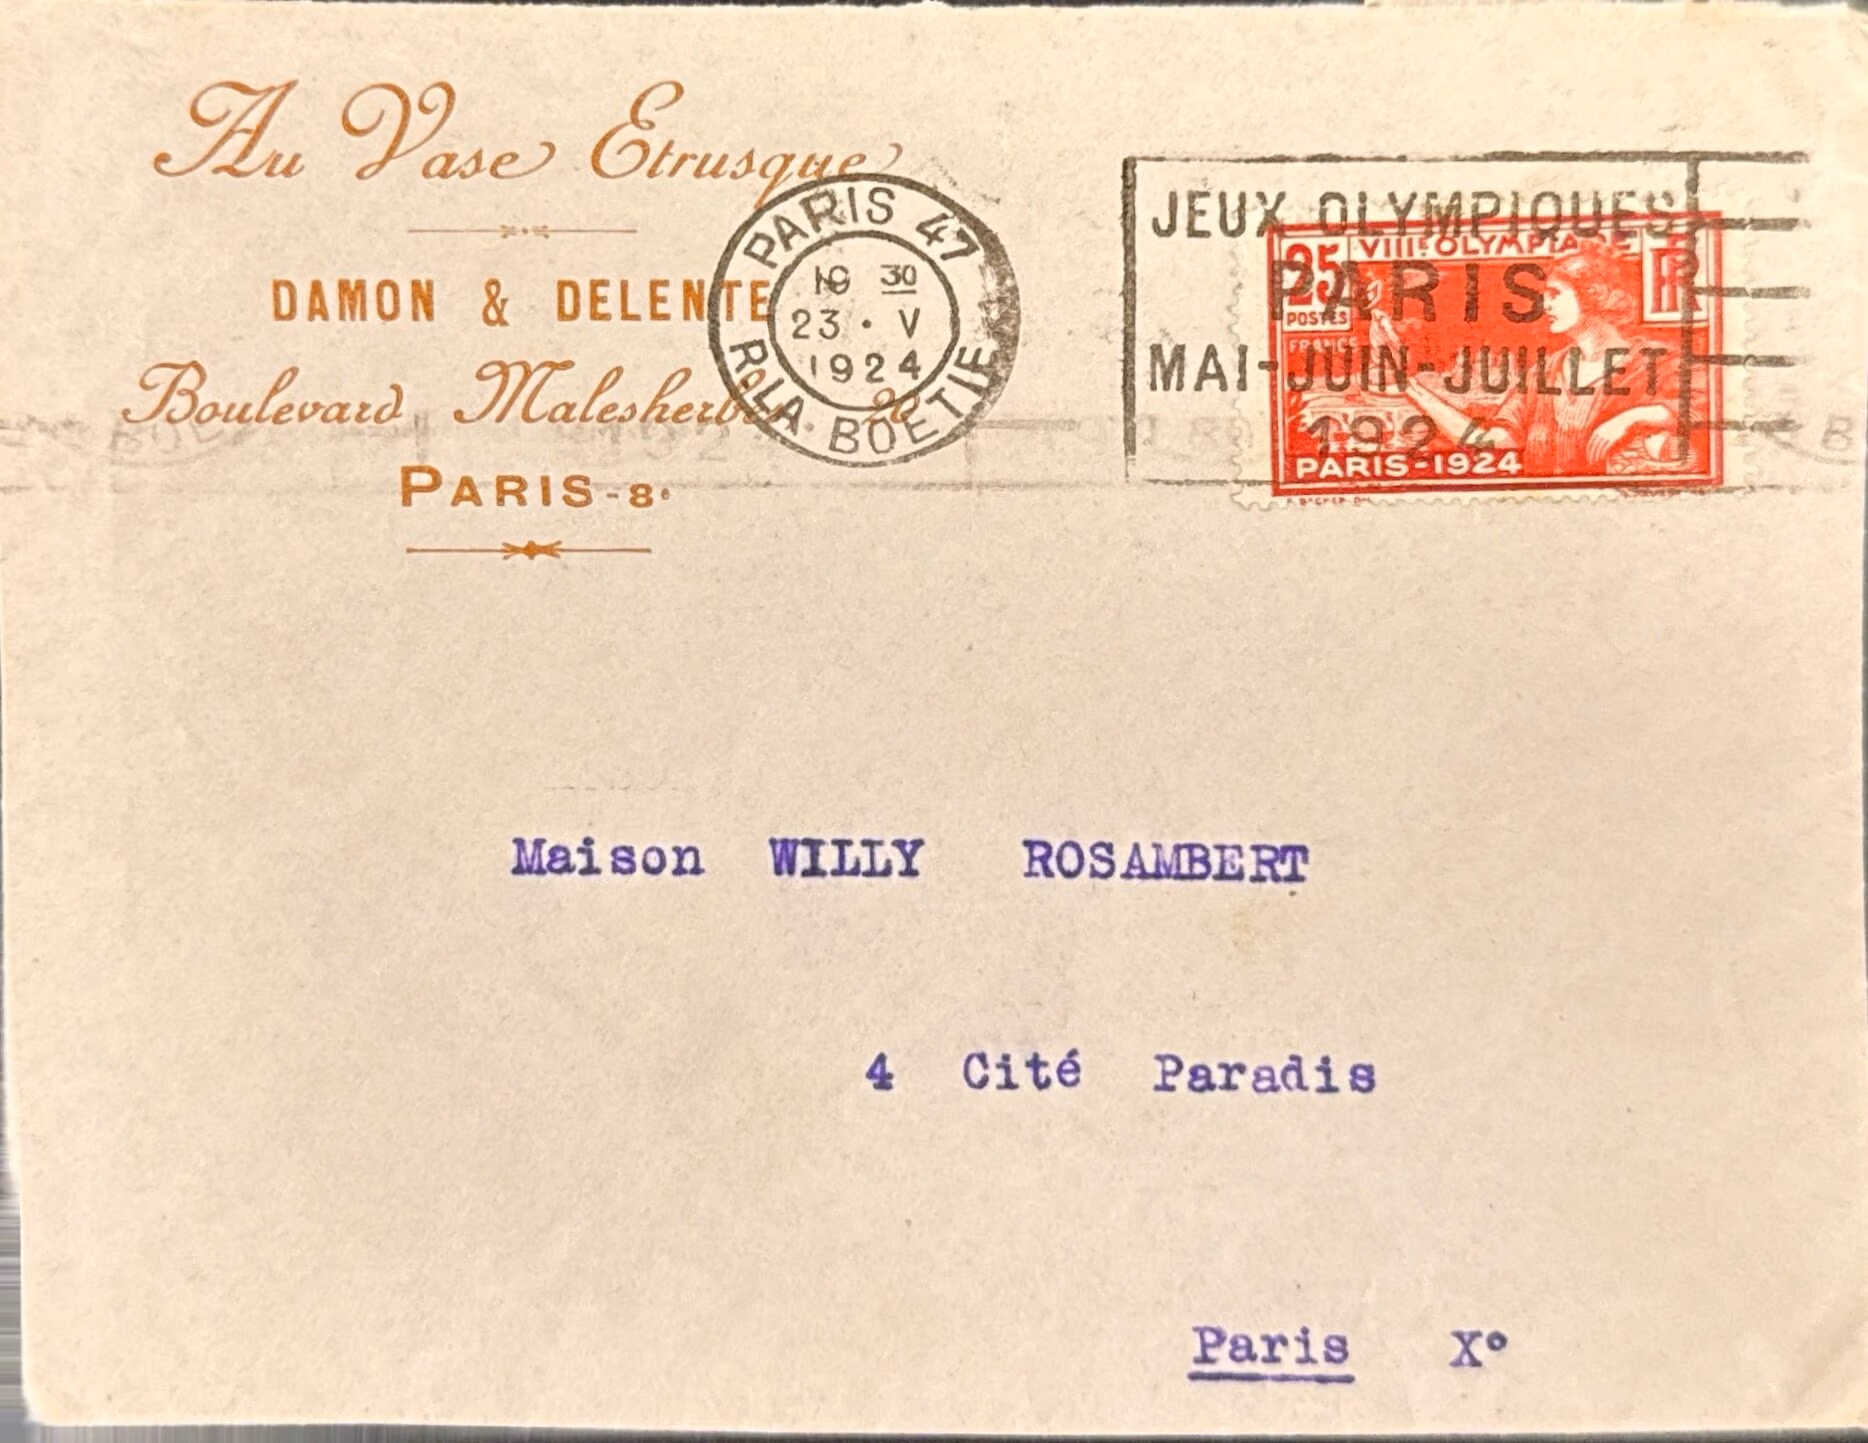 Au Vase Etrusque
DAMON & DELENTE
Boulevard Malesherbes. 20
PARIS-8e
PARIS 47
19 30
23 · V
1924
R. LA BOETIE
JEUX OLYMPIQUES
PARIS
MAI-JUIN-JUILLET
1924
25 VIIIe OLYMPIADE RF
POSTES
FRANCE
PARIS-1924
Maison WILLY ROSAMBERT
4 Cité Paradis
Paris X°